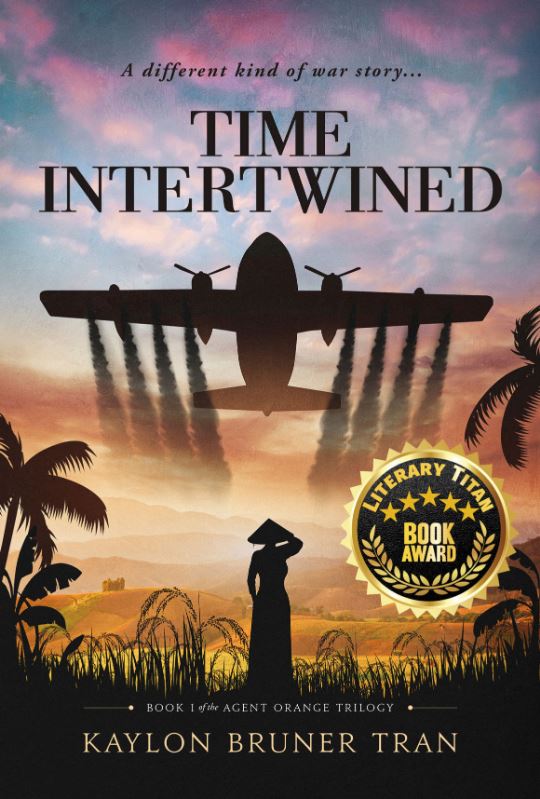 A different kind of war story...
TIME
INTERTWINED
LITERARY TITAN
BOOK
AWARD
BOOK 1 of the AGENT ORANGE TRILOGY
KAYLON BRUNER TRAN